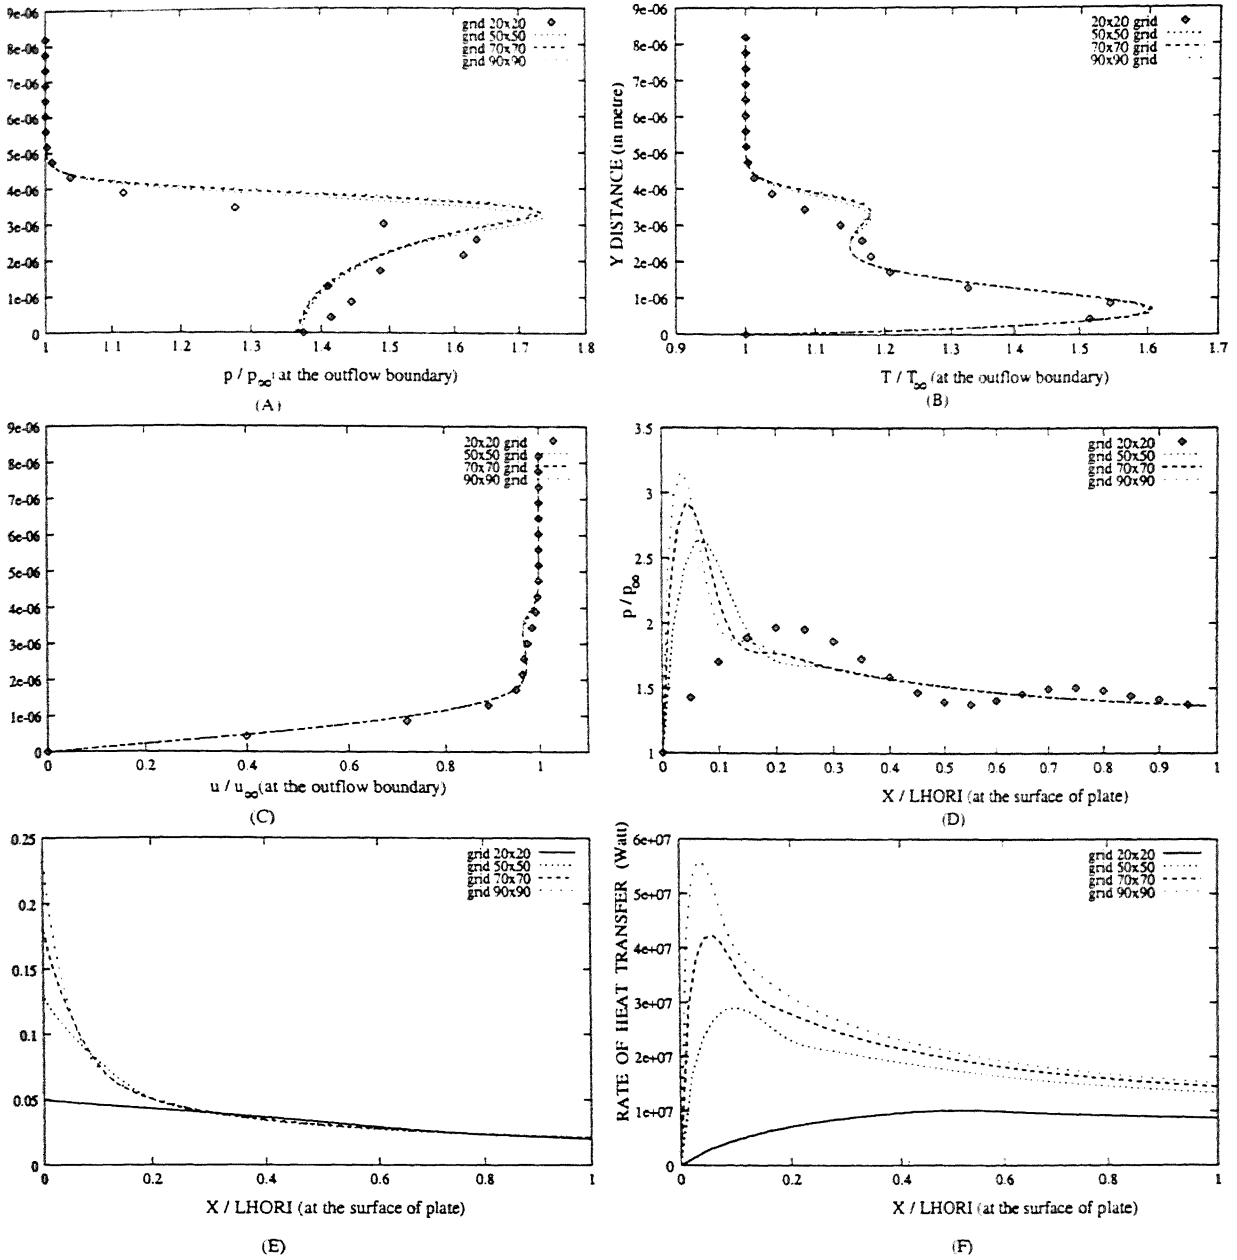 9e-06
8e-06
7e-06
6e-06
5e-06
4e-06
3e-06
2e-06
1e-06
0
grid 20x20
grid 50x50
grid 70x70
grid 90x90
1 1.1 1.2 1.3 1.4 1.5 1.6 1.7 1.8
p / p∞ (at the outflow boundary)
(A)
Y DISTANCE (in metre)
9e-06
8e-06
7e-06
6e-06
5e-06
4e-06
3e-06
2e-06
1e-06
0
20x20 grid
50x50 grid
70x70 grid
90x90 grid
0.9 1 1.1 1.2 1.3 1.4 1.5 1.6 1.7
T / T∞ (at the outflow boundary)
(B)
9e-06
8e-06
7e-06
6e-06
5e-06
4e-06
3e-06
2e-06
1e-06
0
20x20 grid
50x50 grid
70x70 grid
90x90 grid
0 0.2 0.4 0.6 0.8 1
u / u∞ (at the outflow boundary)
(C)
p / p∞
3.5
3
2.5
2
1.5
1
grid 20x20
grid 50x50
grid 70x70
grid 90x90
0 0.1 0.2 0.3 0.4 0.5 0.6 0.7 0.8 0.9 1
X / LHORI (at the surface of plate)
(D)
0.25
0.2
0.15
0.1
0.05
0
grid 20x20
grid 50x50
grid 70x70
grid 90x90
0 0.2 0.4 0.6 0.8 1
X / LHORI (at the surface of plate)
(E)
RATE OF HEAT TRANSFER (Watt)
6e+07
5e+07
4e+07
3e+07
2e+07
1e+07
0
grid 20x20
grid 50x50
grid 70x70
grid 90x90
0 0.2 0.4 0.6 0.8 1
X / LHORI (at the surface of plate)
(F)